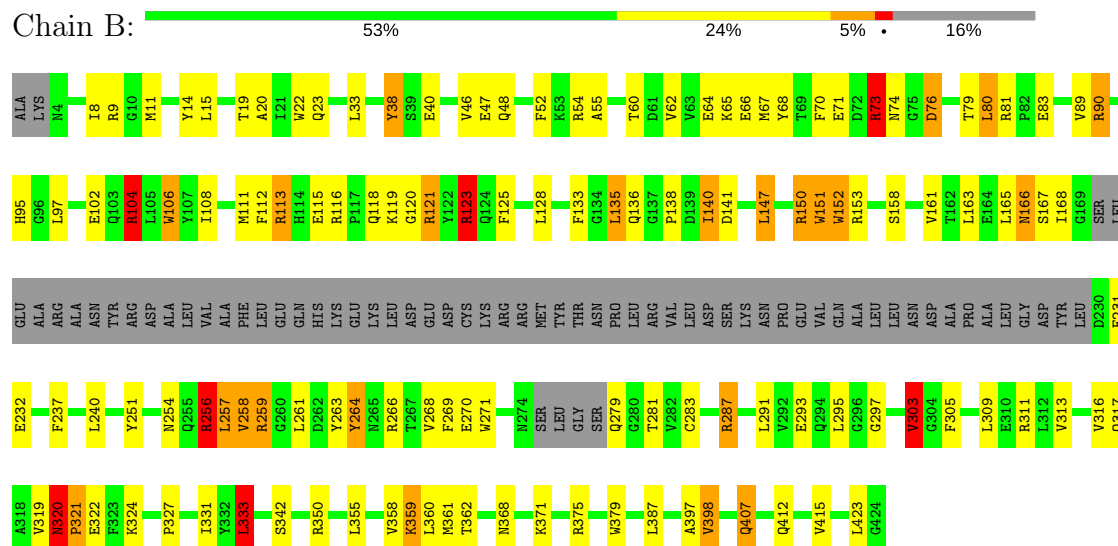 Chain B:
53% 24% 5% • 16%
ALA LYS N4 I8 R9 G10 M11 Y14 L15 T19 A20 I21 W22 Q23 L33 Y38 S39 E40 V46 E47 Q48 F52 K53 R54 A55 T60 D61 V62 V63 E64 K65 E66 M67 Y68 T69 F70 E71 D72 R73 N74 G75 D76 T79 L80 R81 P82 E83 V89 R90
H95 G96 L97 E102 Q103 R104 L105 W106 Y107 I108 M111 F112 R113 H114 E115 R116 P117 Q118 K119 G120 R121 Y122 R123 Q124 F125 L128 F133 G134 L135 Q136 G137 P138 D139 I140 D141 L147 R150 W151 W152 R153 S158 V161 T162 L163 E164 L165 N166 S167 I168 G169 SER LEU
GLU ALA ARG ALA ASN TYR ARG ASP ALA LEU VAL ALA PHE LEU GLU GLN HIS LYS GLU LYS LEU ASP GLU ASP CYS LYS ARG ARG MET TYR THR ASN PRO LEU ARG VAL LEU ASP SER LYS ASN PRO GLU VAL GLN ALA LEU LEU ASN ASP ALA PRO ALA LEU GLY ASP TYR LEU D230 E231
E232 F237 L240 Y251 N254 Q255 R256 L257 V258 R259 G260 L261 D262 Y263 Y264 N265 R266 T267 V268 F269 E270 W271 N274 SER LEU GLY SER Q279 G280 T281 V282 C283 R287 L291 V292 E293 Q294 L295 G296 G297 V303 G304 F305 L309 E310 R311 L312 V313 V316 Q317
A318 V319 N320 P321 E322 F323 K324 P327 I331 Y332 L333 S342 R350 L355 V358 K359 L360 M361 T362 N368 K371 R375 W379 L387 A397 V398 Q407 Q412 V415 L423 G424